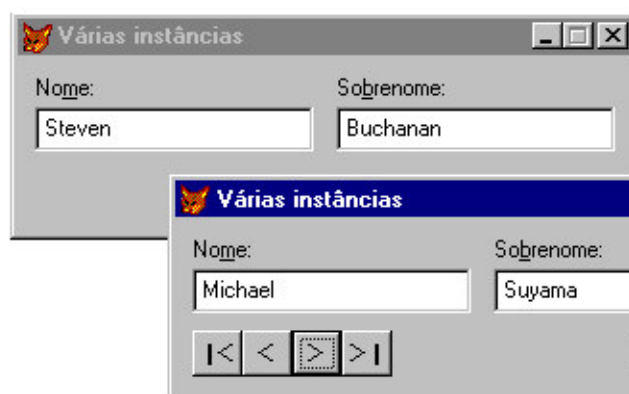 Várias instâncias
Nome: Sobrenome:
Steven Buchanan
Várias instâncias
Nome: Sobrenome:
Michael Suyama
|< < > >|